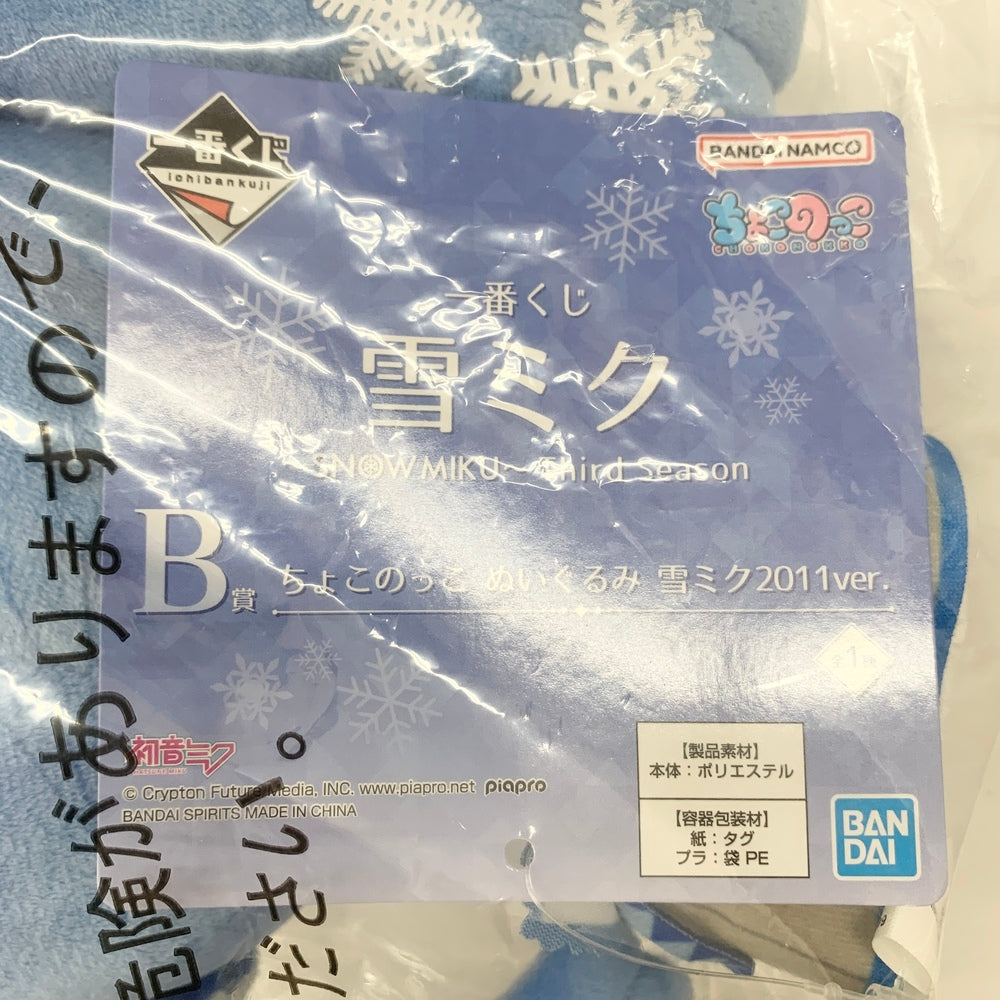 一番くじ
ichibankuji
BANDAI NAMCO
ちょこのっこ
CHOKONOKKO
一番くじ
雪ミク
SNOW MIKU～Third Season
B賞
ちょこのっこ ぬいぐるみ 雪ミク2011ver.
全1種
初音ミク
HATSUNE MIKU
© Crypton Future Media, INC. www.piapro.net piapro
BANDAI SPIRITS MADE IN CHINA
【製品素材】
本体：ポリエステル
【容器包装材】
紙：タグ
プラ：袋 PE
BAN
DAI
危険がありますので、
ださい。